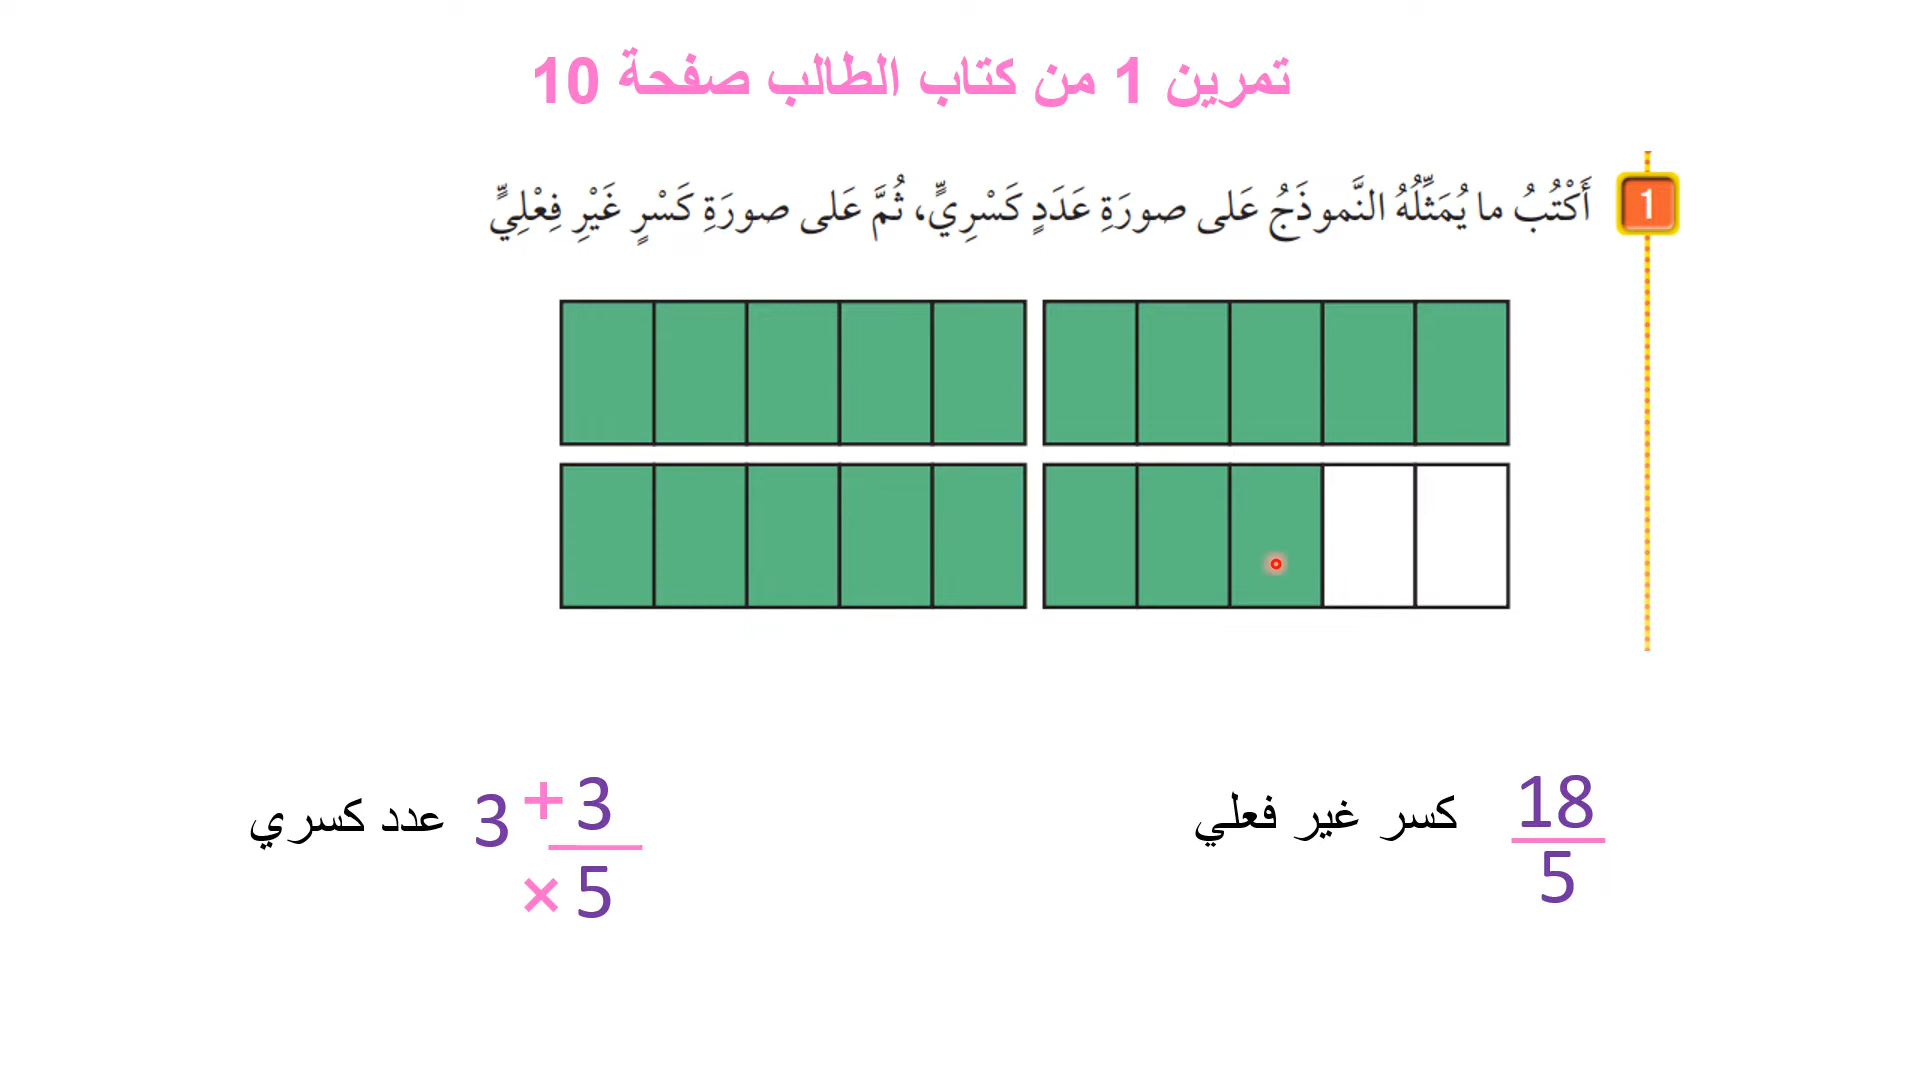 تمرين 1 من كتاب الطالب صفحة 10
1 أَكْتُبُ ما يُمَثِّلُهُ النَّموذَجُ عَلى صورَةِ عَدَدٍ كَسْرِيٍّ، ثُمَّ عَلى صورَةِ كَسْرٍ غَيْرِ فِعْلِيٍّ
18
كسر غير فعلي
5
3 + 3
عدد كسري
× 5